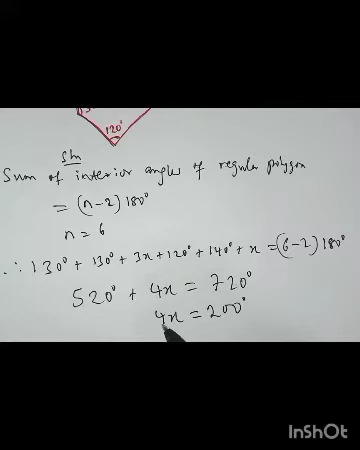 120°
Sln
Sum of interior angles of regular polygon
= (n-2) 180°
n = 6
∴ 130° + 130° + 3x + 120° + 140° + x = (6-2) 180°
520° + 4x = 720°
4x = 200°
InShOt